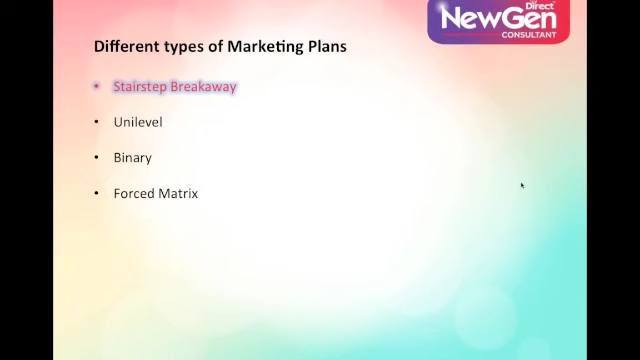 Direct
NewGen
CONSULTANT
Different types of Marketing Plans
• Stairstep Breakaway
• Unilevel
• Binary
• Forced Matrix